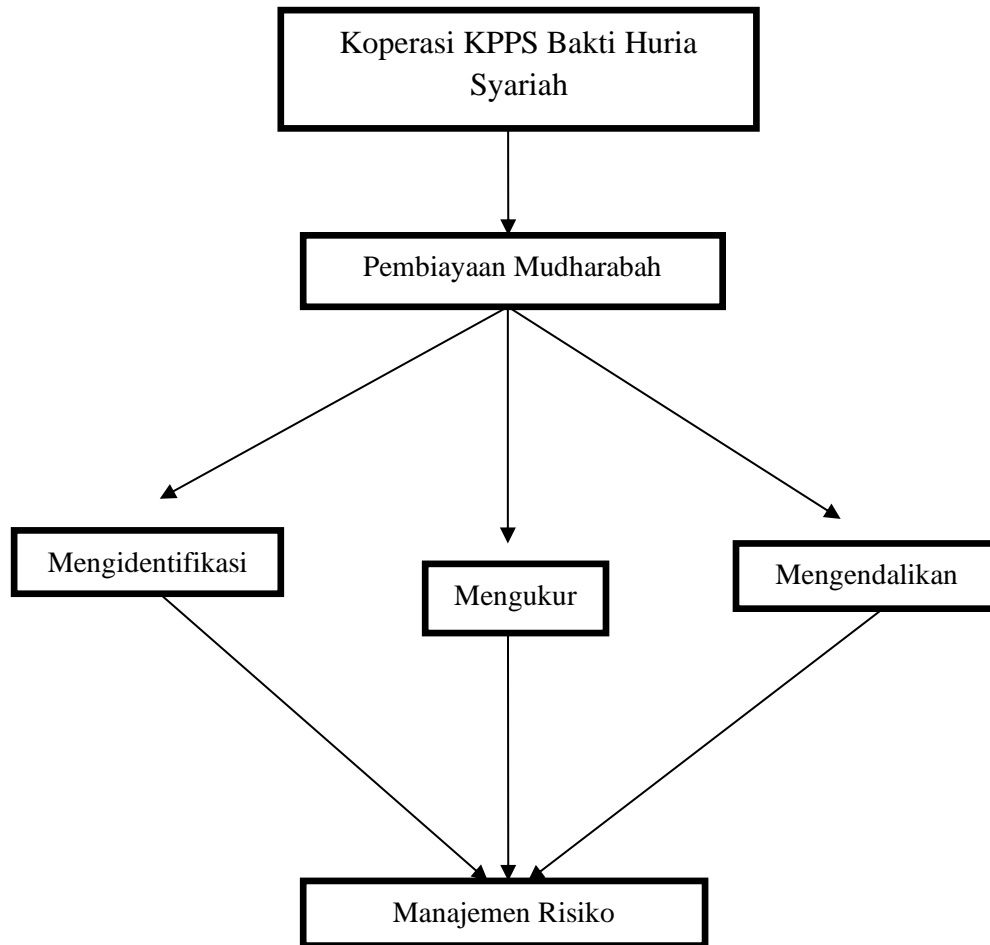 Koperasi KPPS Bakti Huria
Syariah
Pembiayaan Mudharabah
Mengidentifikasi
Mengukur
Mengendalikan
Manajemen Risiko